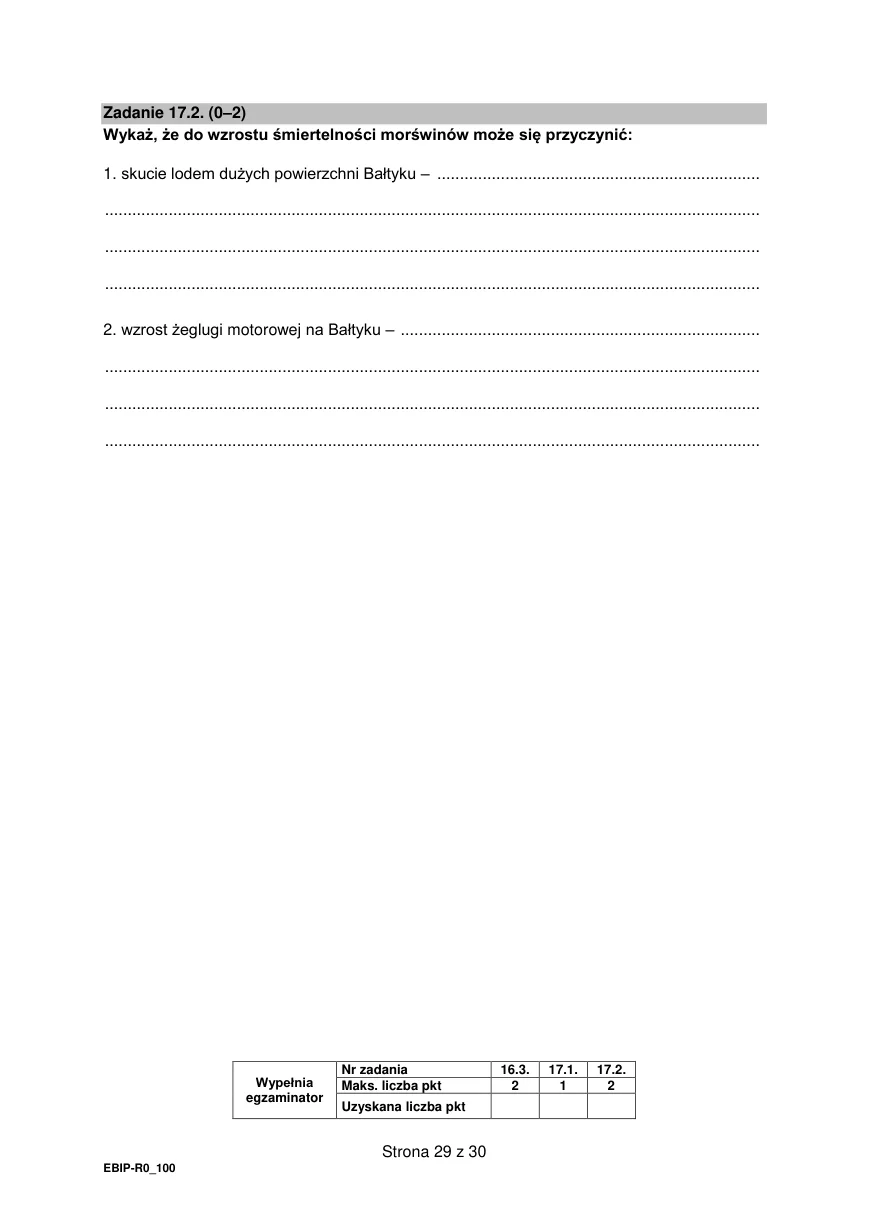 Zadanie 17.2. (0–2)
Wykaż, że do wzrostu śmiertelności morświnów może się przyczynić:
1. skucie lodem dużych powierzchni Bałtyku – .......................................................................
................................................................................................................................................
................................................................................................................................................
................................................................................................................................................
2. wzrost żeglugi motorowej na Bałtyku – ...............................................................................
................................................................................................................................................
................................................................................................................................................
................................................................................................................................................
Wypełnia egzaminator
Nr zadania 16.3. 17.1. 17.2.
Maks. liczba pkt 2 1 2
Uzyskana liczba pkt
Strona 29 z 30
EBIP-R0_100